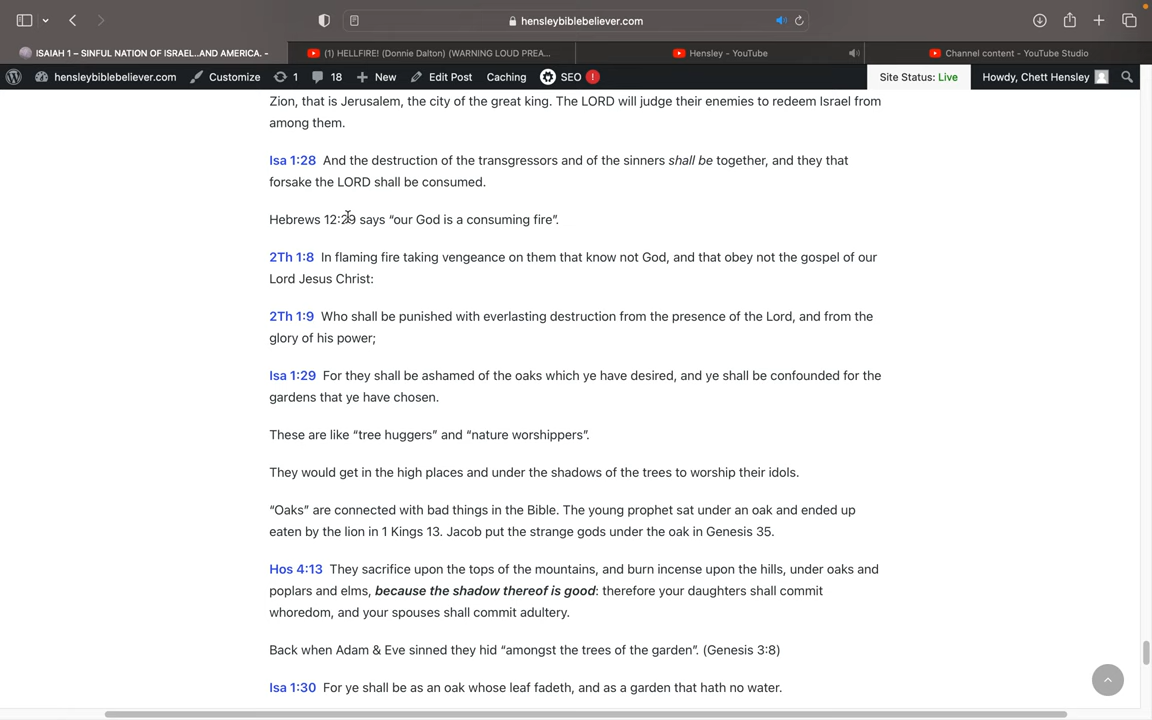 hensleybiblebeliever.com
ISAIAH 1 – SINFUL NATION OF ISRAEL..AND AMERICA. -
(1) HELLFIRE! (Donnie Dalton) (WARNING LOUD PREA...
Hensley - YouTube
Channel content - YouTube Studio
hensleybiblebeliever.com Customize 1 18 New Edit Post Caching SEO ! Site Status: Live Howdy, Chett Hensley
Zion, that is Jerusalem, the city of the great king. The LORD will judge their enemies to redeem Israel from
among them.
Isa 1:28 And the destruction of the transgressors and of the sinners shall be together, and they that
forsake the LORD shall be consumed.
Hebrews 12:29 says “our God is a consuming fire”.
2Th 1:8 In flaming fire taking vengeance on them that know not God, and that obey not the gospel of our
Lord Jesus Christ:
2Th 1:9 Who shall be punished with everlasting destruction from the presence of the Lord, and from the
glory of his power;
Isa 1:29 For they shall be ashamed of the oaks which ye have desired, and ye shall be confounded for the
gardens that ye have chosen.
These are like “tree huggers” and “nature worshippers”.
They would get in the high places and under the shadows of the trees to worship their idols.
“Oaks” are connected with bad things in the Bible. The young prophet sat under an oak and ended up
eaten by the lion in 1 Kings 13. Jacob put the strange gods under the oak in Genesis 35.
Hos 4:13 They sacrifice upon the tops of the mountains, and burn incense upon the hills, under oaks and
poplars and elms, because the shadow thereof is good: therefore your daughters shall commit
whoredom, and your spouses shall commit adultery.
Back when Adam & Eve sinned they hid “amongst the trees of the garden”. (Genesis 3:8)
Isa 1:30 For ye shall be as an oak whose leaf fadeth, and as a garden that hath no water.